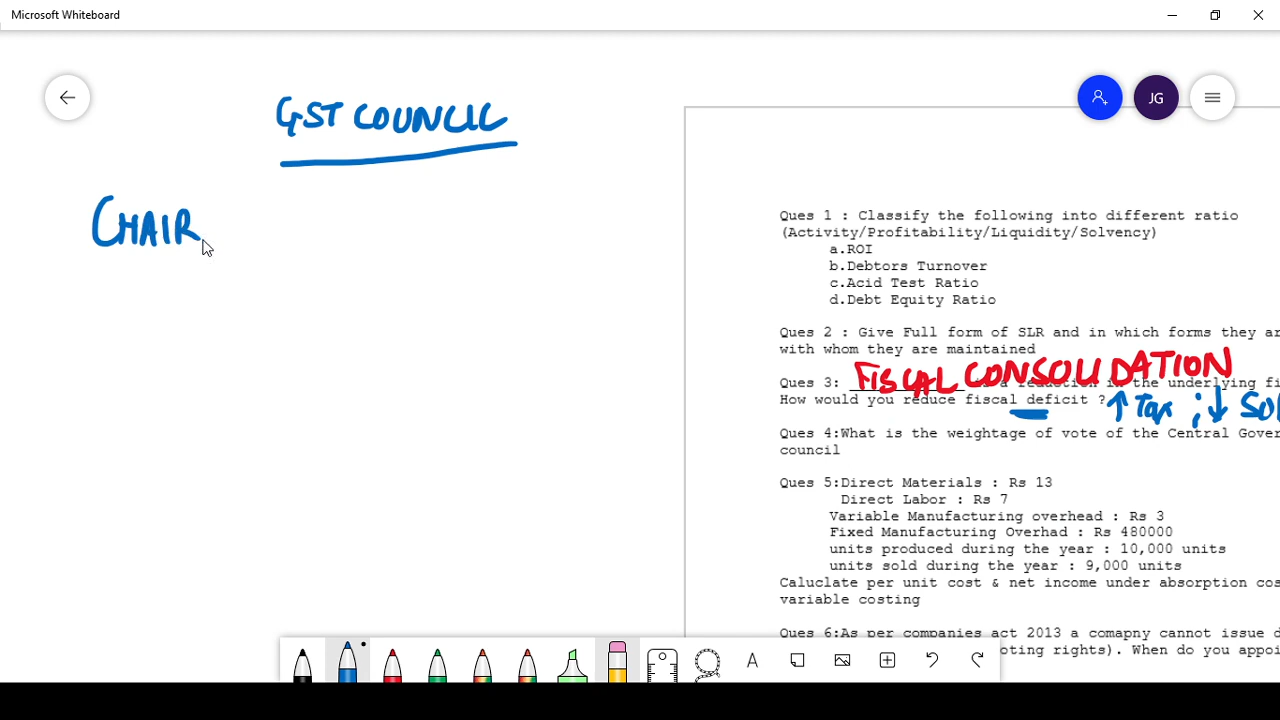 Microsoft Whiteboard
JG
GST COUNCIL
CHAIR
Ques 1 : Classify the following into different ratio
(Activity/Profitability/Liquidity/Solvency)
a.ROI
b.Debtors Turnover
c.Acid Test Ratio
d.Debt Equity Ratio
Ques 2 : Give Full form of SLR and in which forms they
with whom they are maintained
FISCAL CONSOLIDATION
Ques 3: reduction in the underlying
How would you reduce fiscal deficit ? ↑ Tax ; ↓
Ques 4:What is the weightage of vote of the Central
council
Ques 5:Direct Materials : Rs 13
Direct Labor : Rs 7
Variable Manufacturing overhead : Rs 3
Fixed Manufacturing Overhad : Rs 480000
units produced during the year : 10,000 units
units sold during the year : 9,000 units
Caluclate per unit cost & net income under absorption
variable costing
Ques 6:As per companies act 2013 a comapny cannot issue
rights). When do you
A